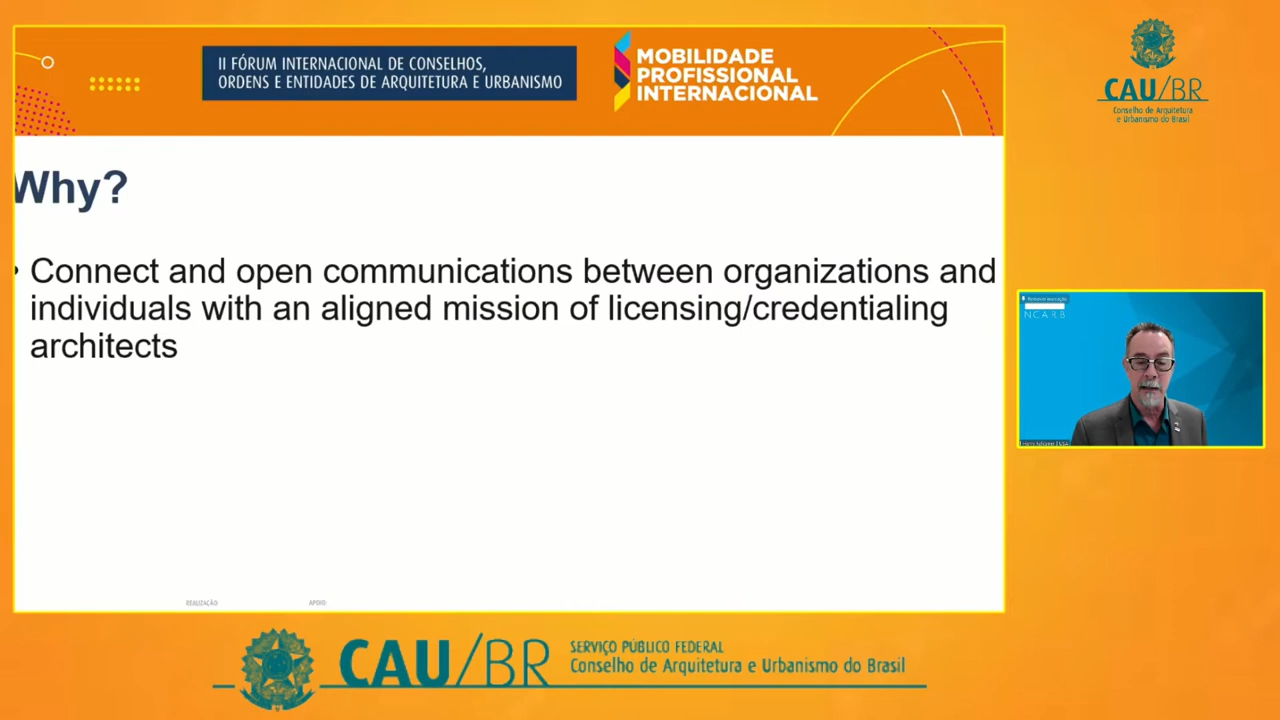 II FÓRUM INTERNACIONAL DE CONSELHOS,
ORDENS E ENTIDADES DE ARQUITETURA E URBANISMO
MOBILIDADE
PROFISSIONAL
INTERNACIONAL
CAU/BR
Conselho de Arquitetura
e Urbanismo do Brasil
Why?
• Connect and open communications between organizations and
individuals with an aligned mission of licensing/credentialing
architects
NCARB
REALIZAÇÃO
APOIO:
CAU/BR
SERVIÇO PÚBLICO FEDERAL
Conselho de Arquitetura e Urbanismo do Brasil